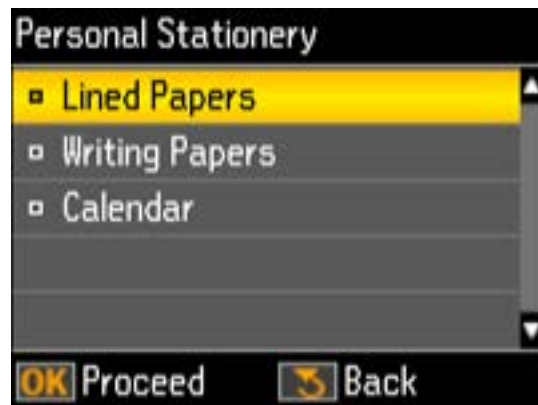 Personal Stationery
Lined Papers
Writing Papers
Calendar
OK Proceed Back